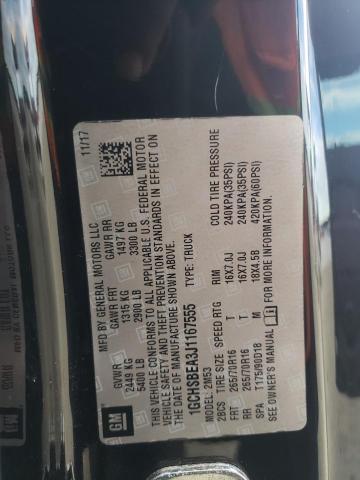 MFD BY GENERAL MOTORS LLC
11/17
GVWR GAWR FRT GAWR RR
2449 KG 1315 KG 1497 KG
5400 LB 2900 LB 3300 LB
THIS VEHICLE CONFORMS TO ALL APPLICABLE U.S. FEDERAL MOTOR
VEHICLE SAFETY AND THEFT PREVENTION STANDARDS IN EFFECT ON
THE DATE OF MANUFACTURE SHOWN ABOVE.
1GCHSBEA3J1167555 TYPE: TRUCK
GM
2BCS 2M53
TIRE SIZE RIM COLD TIRE PRESSURE
FRT 265/70R16 T 16X7.0J 240KPA(35PSI)
RR 265/70R16 T 16X7.0J 240KPA(35PSI)
SPA T175/90D18 M 18X4.5B 420KPA(60PSI)
SEE OWNER'S MANUAL FOR MORE INFORMATION.